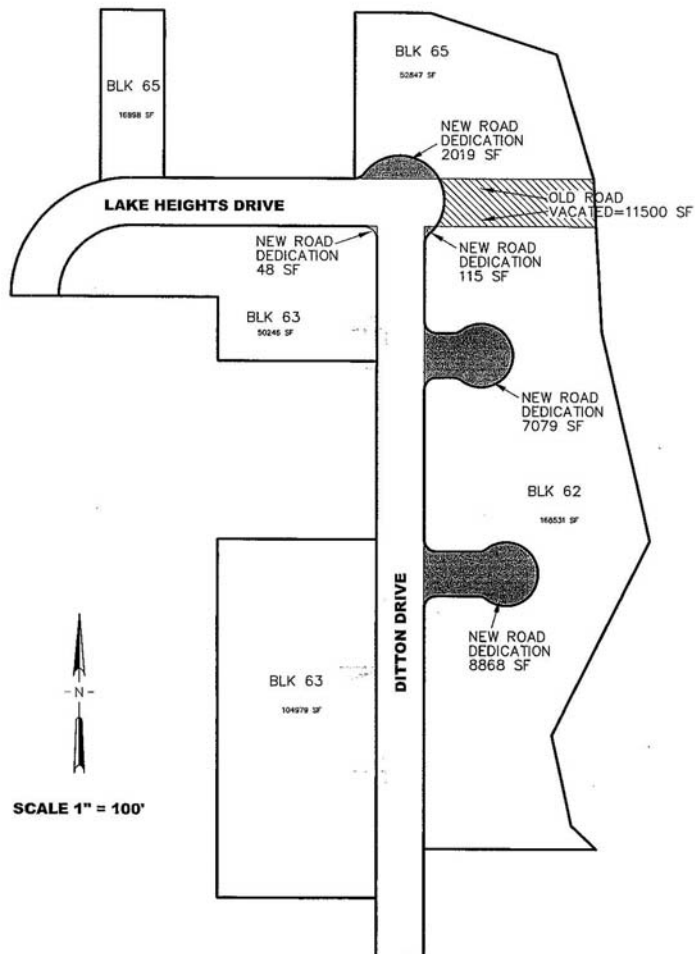 BLK 65
52847 SF
BLK 65
16998 SF
NEW ROAD
DEDICATION
2019 SF
LAKE HEIGHTS DRIVE
OLD ROAD
VACATED=11500 SF
NEW ROAD
DEDICATION
48 SF
NEW ROAD
DEDICATION
115 SF
BLK 63
50246 SF
NEW ROAD
DEDICATION
7079 SF
BLK 62
168531 SF
DITTON DRIVE
NEW ROAD
DEDICATION
8868 SF
BLK 63
104979 SF
-N-
SCALE 1" = 100'